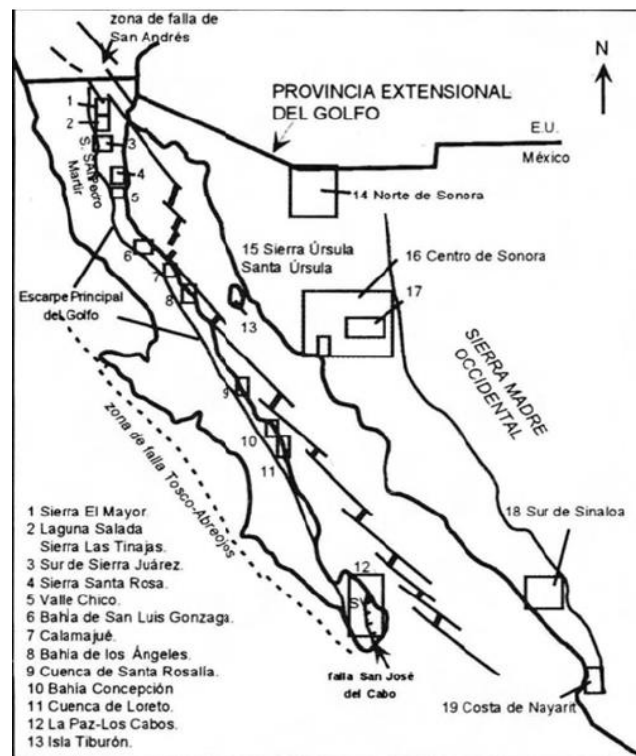 zona de falla de
San Andrés
N
PROVINCIA EXTENSIONAL
DEL GOLFO
E.U.
México
1
2
3
4
5
S. SAN Pedro
Martir
14 Norte de Sonora
15 Sierra Úrsula
Santa Úrsula
16 Centro de Sonora
17
6
7
8
13
Escarpe Principal
del Golfo
SIERRA MADRE
OCCIDENTAL
9
10
11
zona de falla Tosco-Abreojos
18 Sur de Sinaloa
12
falla San José
del Cabo
19 Costa de Nayarit
1 Sierra El Mayor.
2 Laguna Salada
Sierra Las Tinajas.
3 Sur de Sierra Juárez.
4 Sierra Santa Rosa.
5 Valle Chico.
6 Bahía de San Luis Gonzaga.
7 Calamajué.
8 Bahía de los Ángeles.
9 Cuenca de Santa Rosalía.
10 Bahía Concepción
11 Cuenca de Loreto.
12 La Paz-Los Cabos.
13 Isla Tiburón.